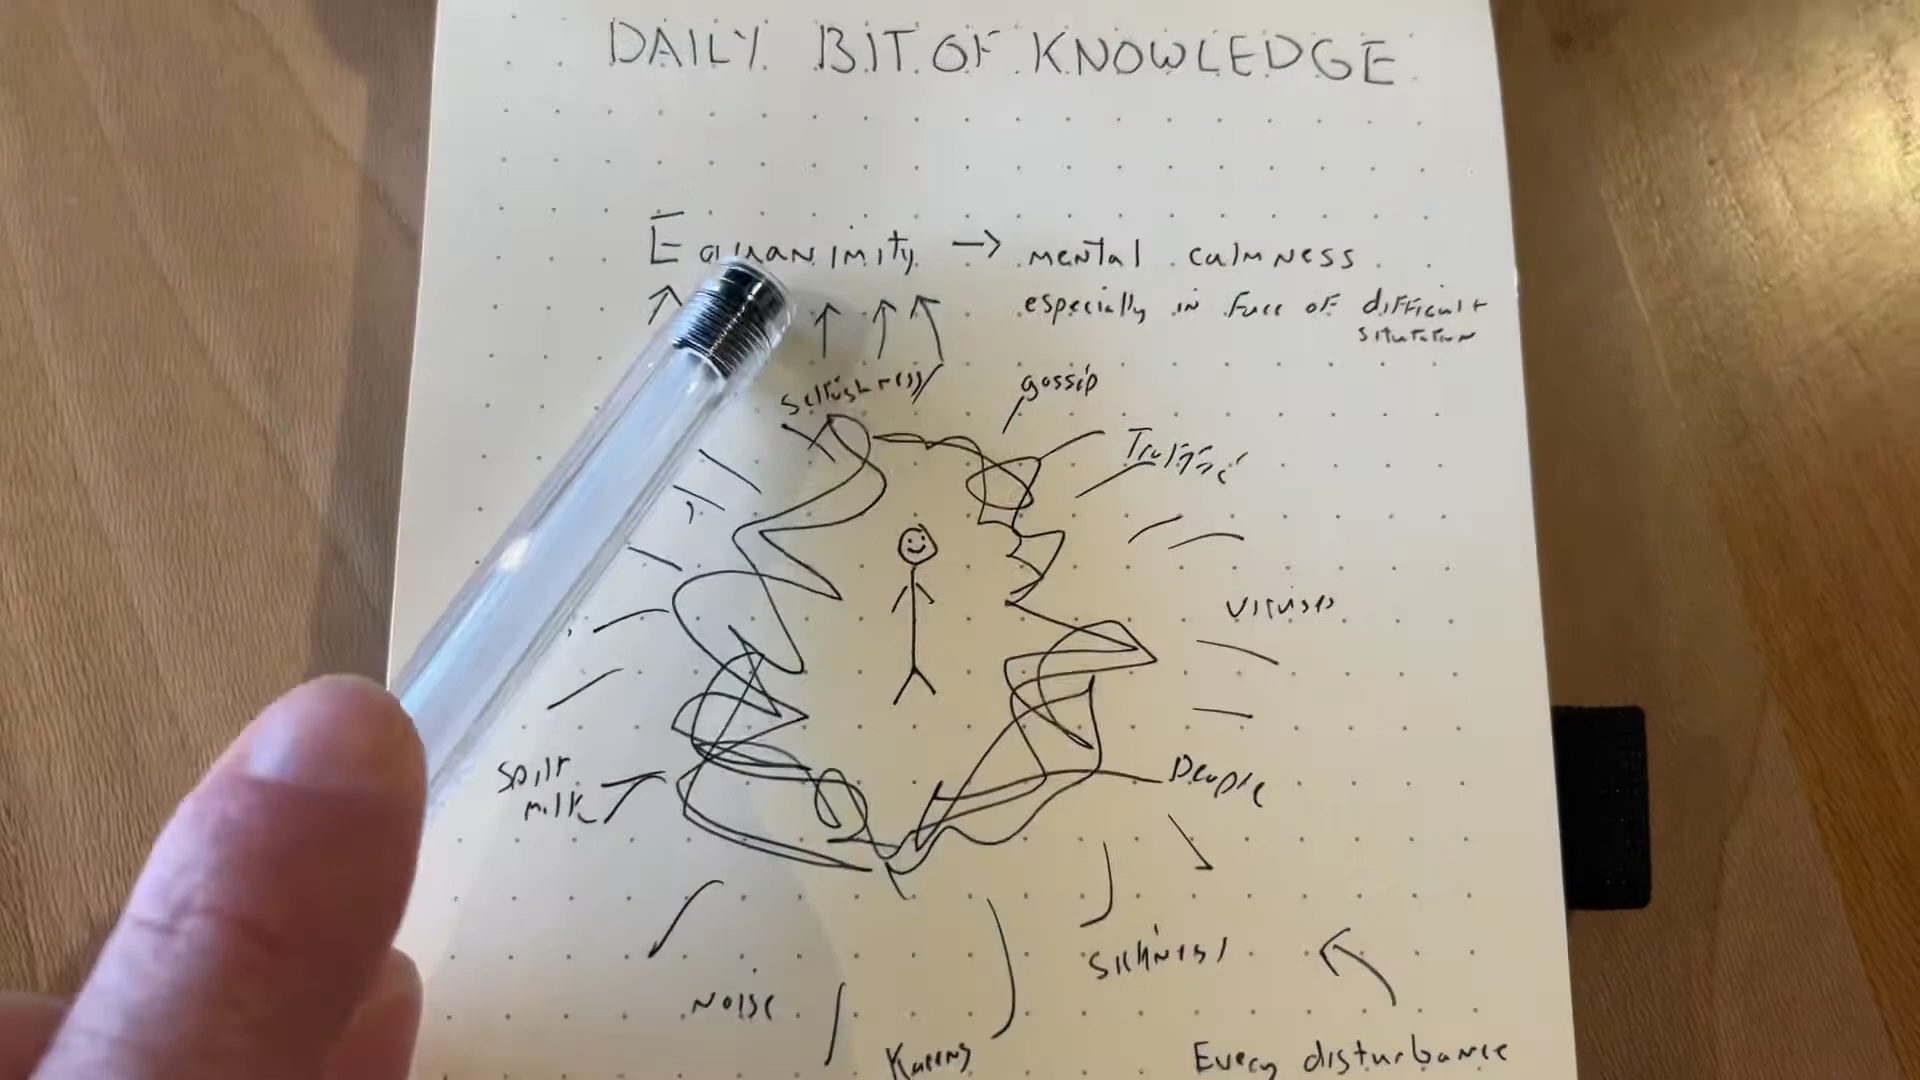 DAILY BIT OF KNOWLEDGE
Equanimity → mental calmness
especially in face of difficult
situation
selfishness
gossip
Traffic
viruses
spilt
milk
People
sickness
noise
Karens
Every disturbance